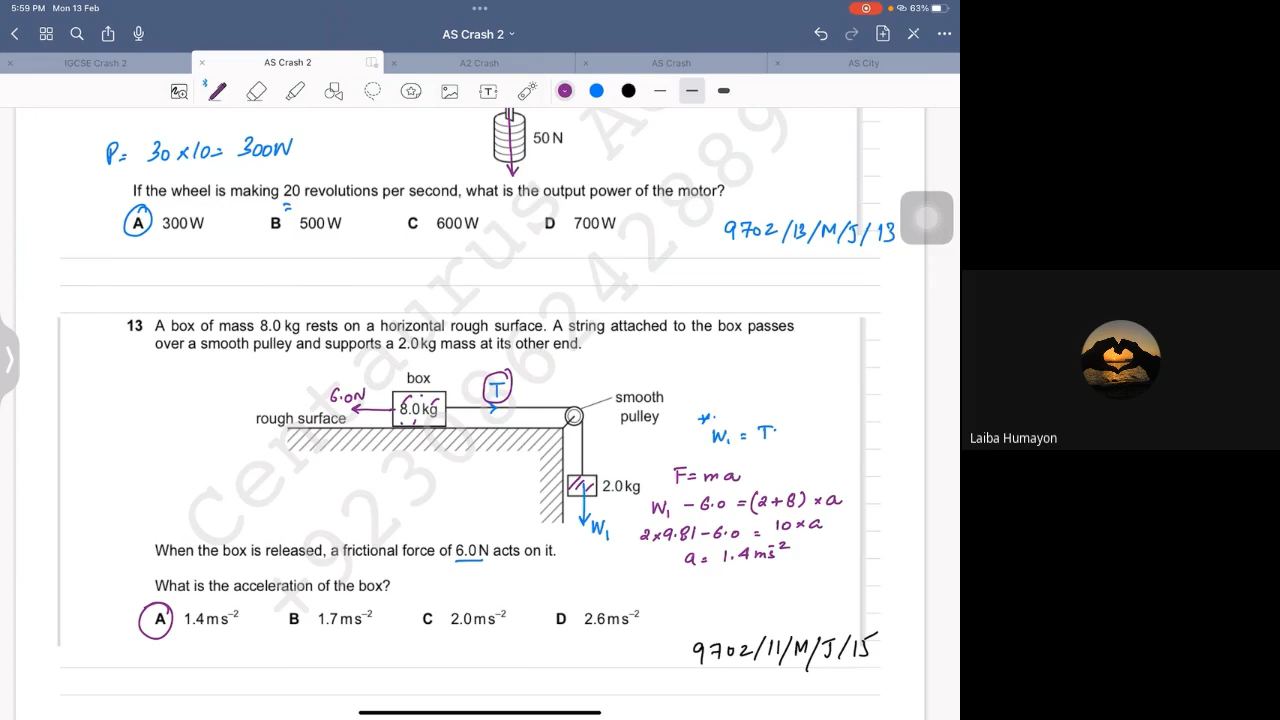 5:59 PM Mon 13 Feb
63%
AS Crash 2
IGCSE Crash 2
AS Crash 2
A2 Crash
AS Crash
AS City
50 N
P = 30 × 10 = 300W
If the wheel is making 20 revolutions per second, what is the output power of the motor?
A 300 W B 500 W C 600 W D 700 W
9702/13/M/J/13
13 A box of mass 8.0 kg rests on a horizontal rough surface. A string attached to the box passes
over a smooth pulley and supports a 2.0 kg mass at its other end.
box
6.0N
T
8.0 kg
smooth
pulley
rough surface
W₁ = T
F = ma
2.0 kg
W₁ − 6.0 = (2+8) × a
W₁
2×9.81 − 6.0 = 10 × a
a = 1.4 ms⁻²
When the box is released, a frictional force of 6.0 N acts on it.
What is the acceleration of the box?
A 1.4 m s⁻² B 1.7 m s⁻² C 2.0 m s⁻² D 2.6 m s⁻²
9702/11/M/J/15
Laiba Humayon
+923086242889